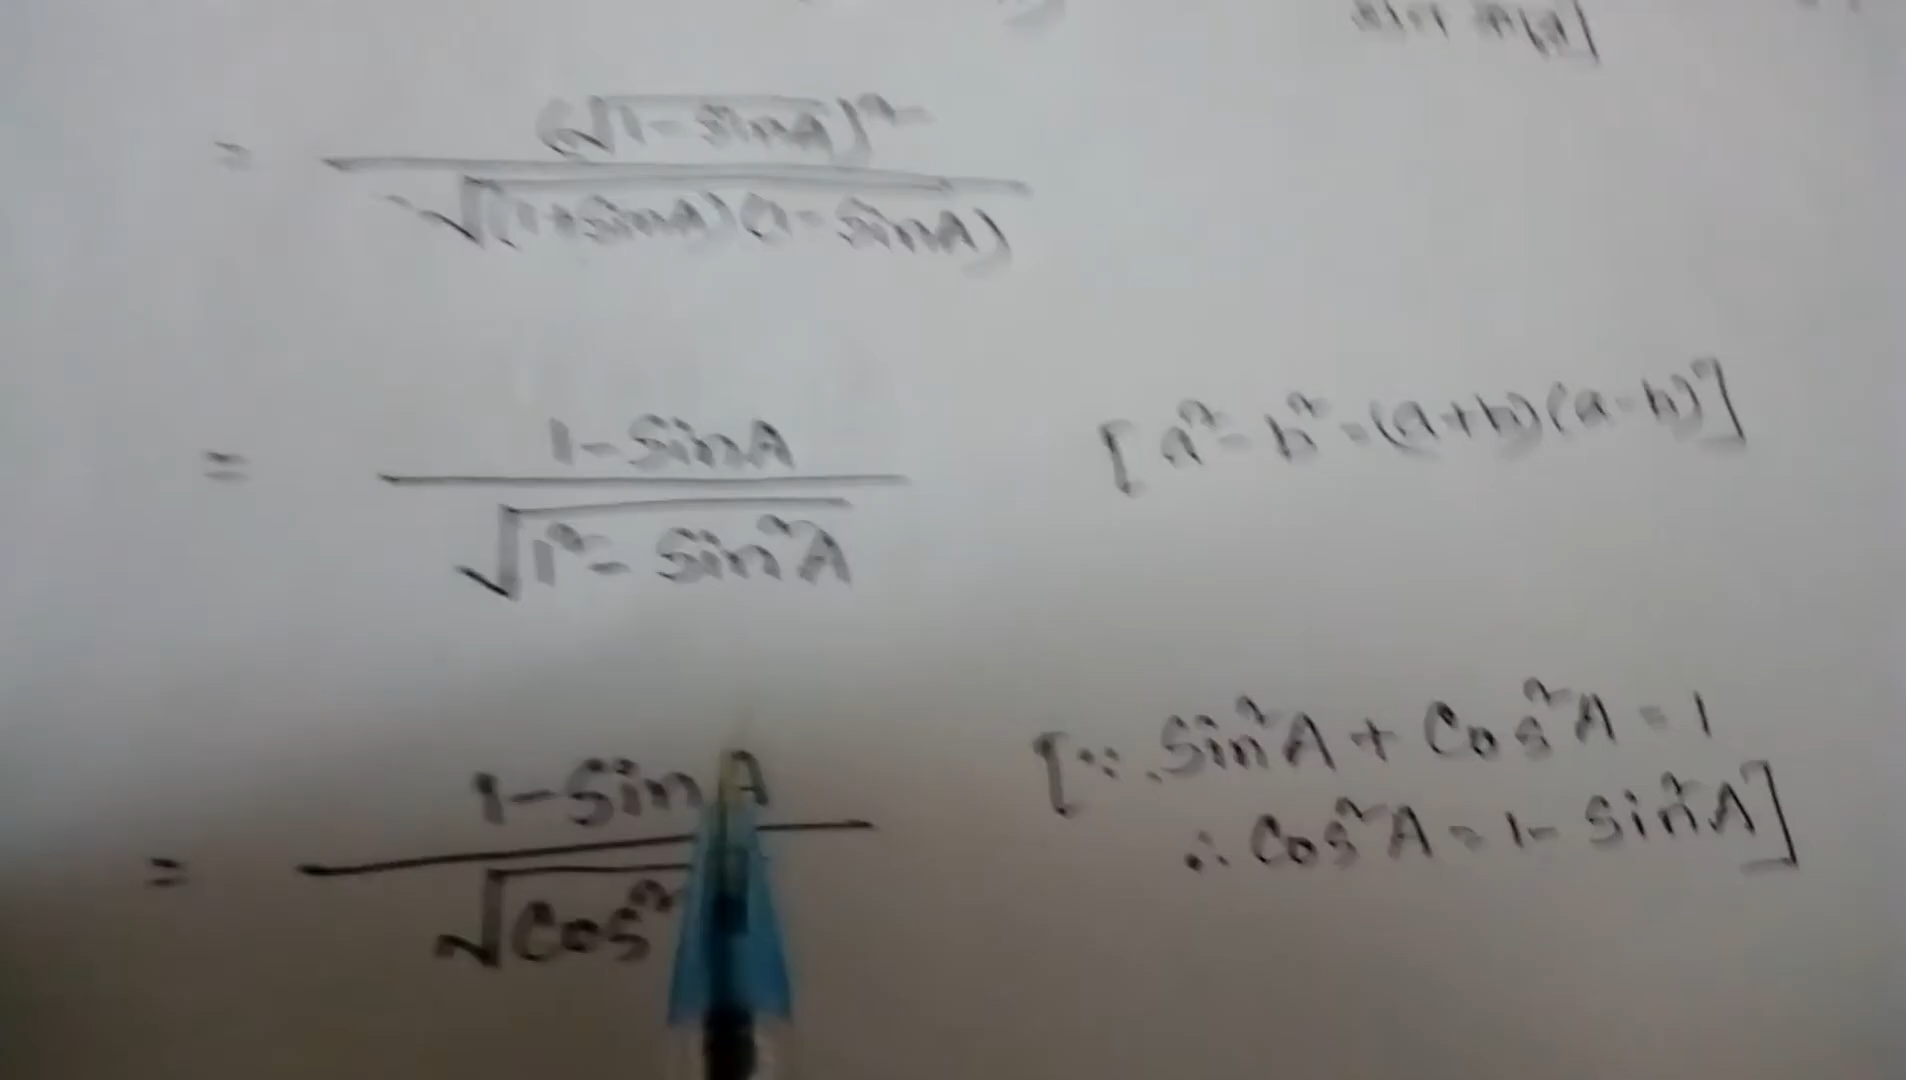 = (√1-sinA)² / √(1+sinA)(1-sinA)
= 1-sinA / √1²-sin²A [a²-b²=(a+b)(a-b)]
= 1-sinA / √cos² [∵ sin²A + Cos²A = 1
∴ Cos²A = 1- sin²A]